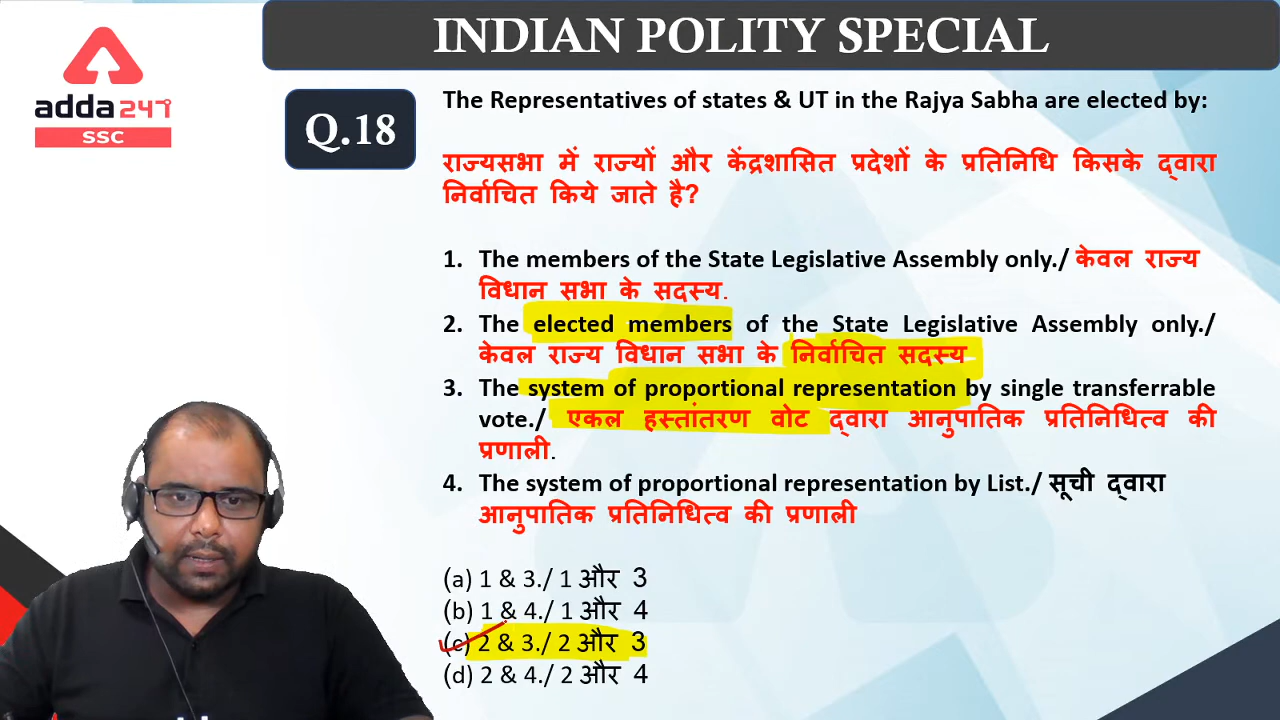 INDIAN POLITY SPECIAL
adda247
SSC
Q.18
The Representatives of states & UT in the Rajya Sabha are elected by:
राज्यसभा में राज्यों और केंद्रशासित प्रदेशों के प्रतिनिधि किसके द्वारा
निर्वाचित किये जाते है?
1. The members of the State Legislative Assembly only./ केवल राज्य
विधान सभा के सदस्य.
2. The elected members of the State Legislative Assembly only./
केवल राज्य विधान सभा के निर्वाचित सदस्य
3. The system of proportional representation by single transferrable
vote./ एकल हस्तांतरण वोट द्वारा आनुपातिक प्रतिनिधित्व की
प्रणाली.
4. The system of proportional representation by List./ सूची द्वारा
आनुपातिक प्रतिनिधित्व की प्रणाली
(a) 1 & 3./ 1 और 3
(b) 1 & 4./ 1 और 4
(c) 2 & 3./ 2 और 3
(d) 2 & 4./ 2 और 4